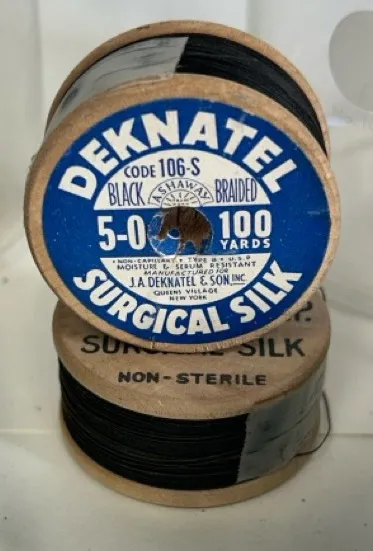 DEKNATEL
CODE 106-S
BLACK ASHAWAY BRAIDED
5-0 100
YARDS
NON-CAPILLARY • TYPE B • U.S.P.
MOISTURE & SERUM RESISTANT
MANUFACTURED FOR
J.A. DEKNATEL & SON, INC.
QUEENS VILLAGE
NEW YORK
SURGICAL SILK
SILK
NON-STERILE